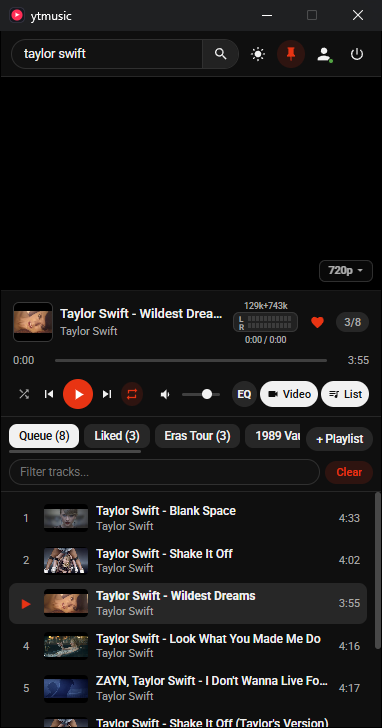 ytmusic
taylor swift
720p
Taylor Swift - Wildest Drea...
Taylor Swift
129k+743k
L
R
0:00 / 0:00
3/8
0:00
3:55
EQ
Video
List
Queue (8)
Liked (3)
Eras Tour (3)
1989 Vau
+ Playlist
Filter tracks...
Clear
1
Taylor Swift - Blank Space
Taylor Swift
4:33
2
Taylor Swift - Shake It Off
Taylor Swift
4:02
Taylor Swift - Wildest Dreams
Taylor Swift
3:55
4
Taylor Swift - Look What You Made Me Do
Taylor Swift
4:16
5
ZAYN, Taylor Swift - I Don't Wanna Live Fo...
Taylor Swift
4:17
Taylor Swift - Shake It Off (Taylor's Version)